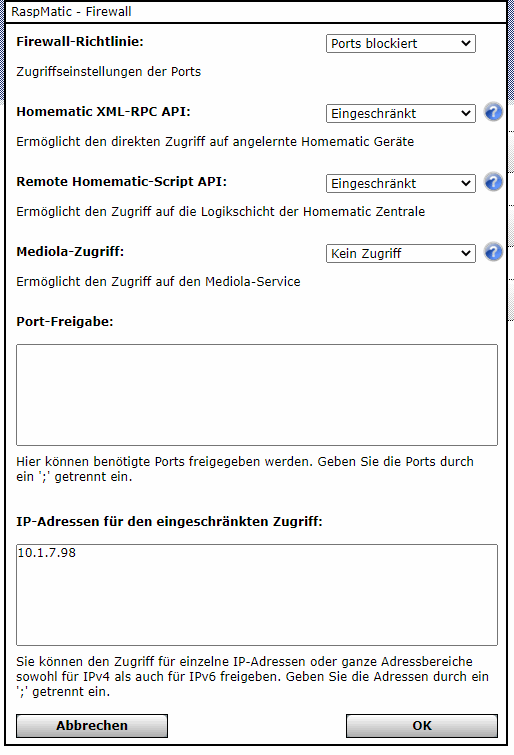 RaspMatic - Firewall
Firewall-Richtlinie: Ports blockiert
Zugriffseinstellungen der Ports
Homematic XML-RPC API: Eingeschränkt ?
Ermöglicht den direkten Zugriff auf angelernte Homematic Geräte
Remote Homematic-Script API: Eingeschränkt ?
Ermöglicht den Zugriff auf die Logikschicht der Homematic Zentrale
Mediola-Zugriff: Kein Zugriff ?
Ermöglicht den Zugriff auf den Mediola-Service
Port-Freigabe:
Hier können benötigte Ports freigegeben werden. Geben Sie die Ports durch
ein ';' getrennt ein.
IP-Adressen für den eingeschränkten Zugriff:
10.1.7.98
Sie können den Zugriff für einzelne IP-Adressen oder ganze Adressbereiche
sowohl für IPv4 als auch für IPv6 freigeben. Geben Sie die Adressen durch ein
';' getrennt ein.
Abbrechen OK